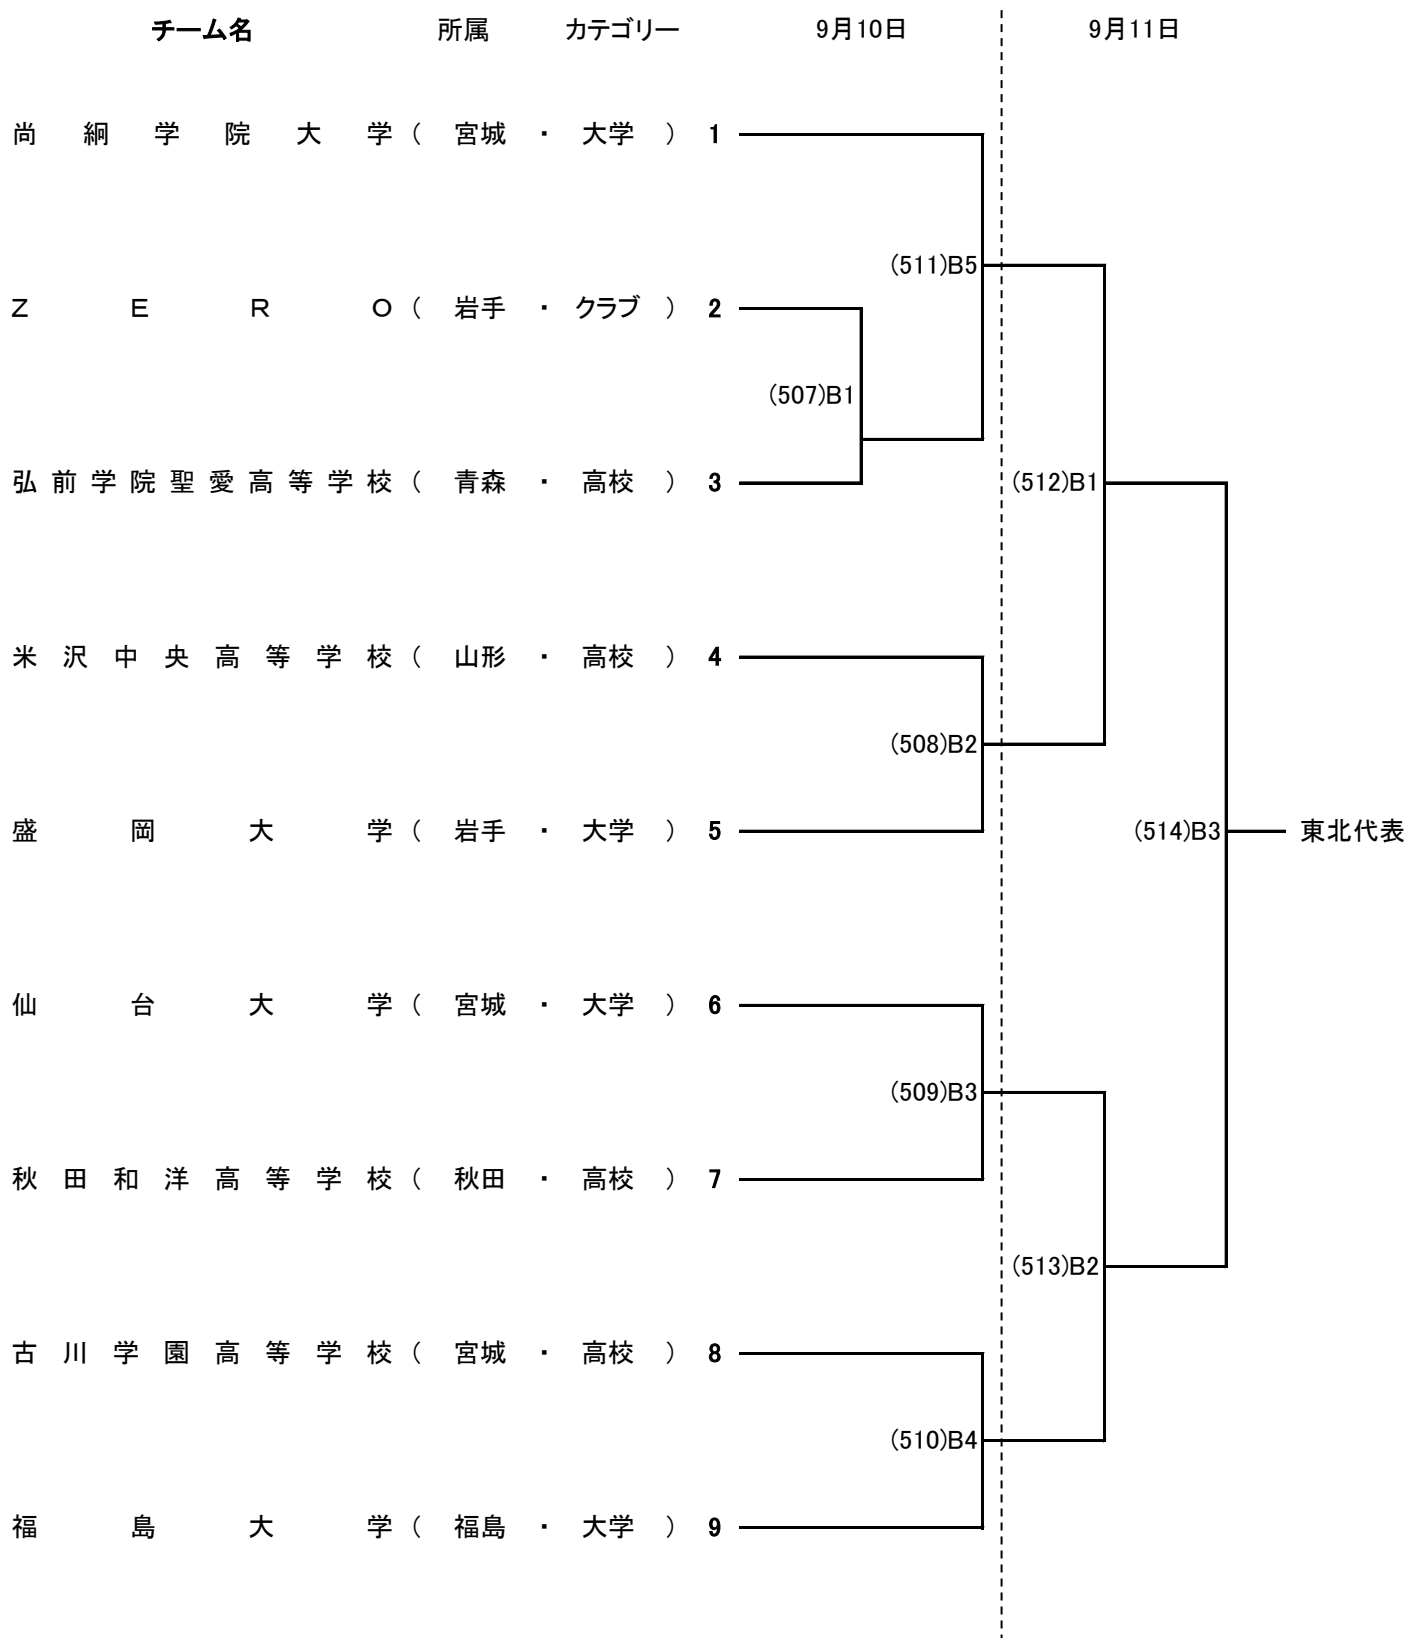 チーム名 所属 カテゴリー 9月10日 9月11日
尚絅学院大学 ( 宮城 ・ 大学 ) 1
(511)B5
ZERO ( 岩手 ・ クラブ ) 2
(507)B1
弘前学院聖愛高等学校 ( 青森 ・ 高校 ) 3 (512)B1
米沢中央高等学校 ( 山形 ・ 高校 ) 4
(508)B2
盛岡大学 ( 岩手 ・ 大学 ) 5 (514)B3 東北代表
仙台大学 ( 宮城 ・ 大学 ) 6
(509)B3
秋田和洋高等学校 ( 秋田 ・ 高校 ) 7
(513)B2
古川学園高等学校 ( 宮城 ・ 高校 ) 8
(510)B4
福島大学 ( 福島 ・ 大学 ) 9